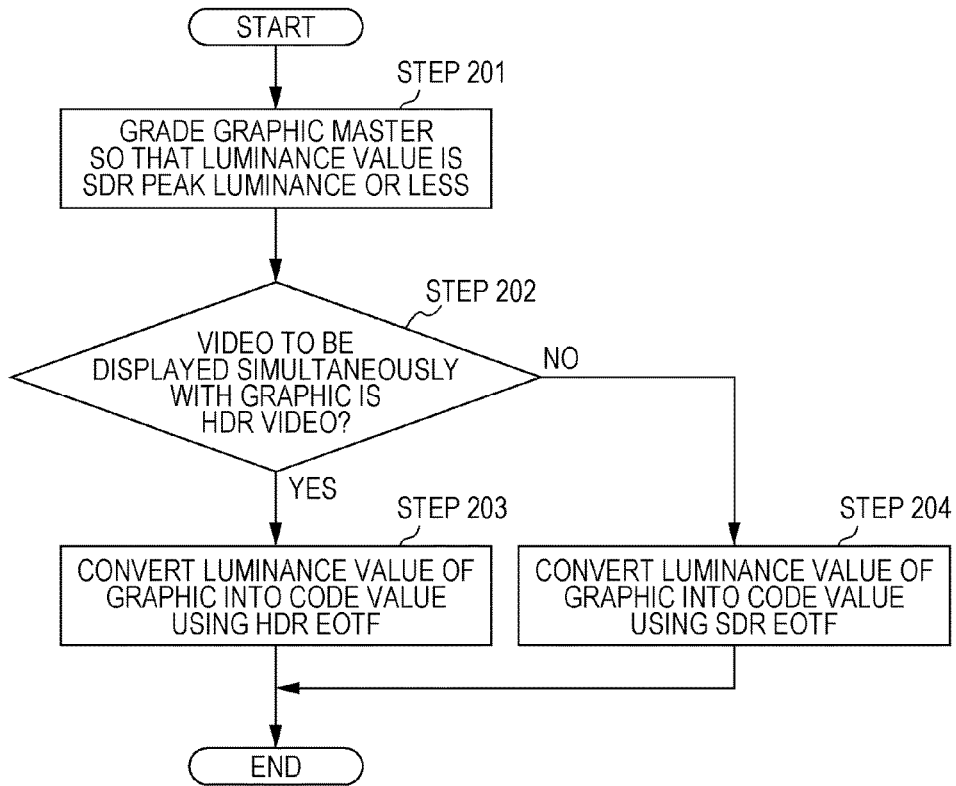 START
STEP 201
GRADE GRAPHIC MASTER
SO THAT LUMINANCE VALUE IS
SDR PEAK LUMINANCE OR LESS
STEP 202
VIDEO TO BE
DISPLAYED SIMULTANEOUSLY
WITH GRAPHIC IS
HDR VIDEO?
NO
YES
STEP 203
CONVERT LUMINANCE VALUE OF
GRAPHIC INTO CODE VALUE
USING HDR EOTF
STEP 204
CONVERT LUMINANCE VALUE OF
GRAPHIC INTO CODE VALUE
USING SDR EOTF
END